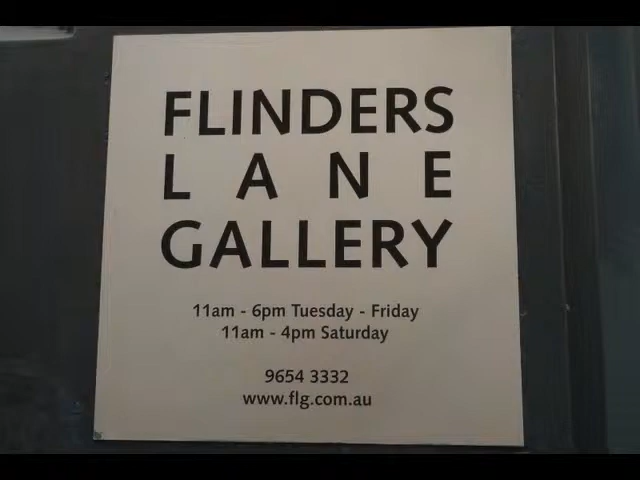 FLINDERS
LANE
GALLERY
11am - 6pm Tuesday - Friday
11am - 4pm Saturday
9654 3332
www.flg.com.au